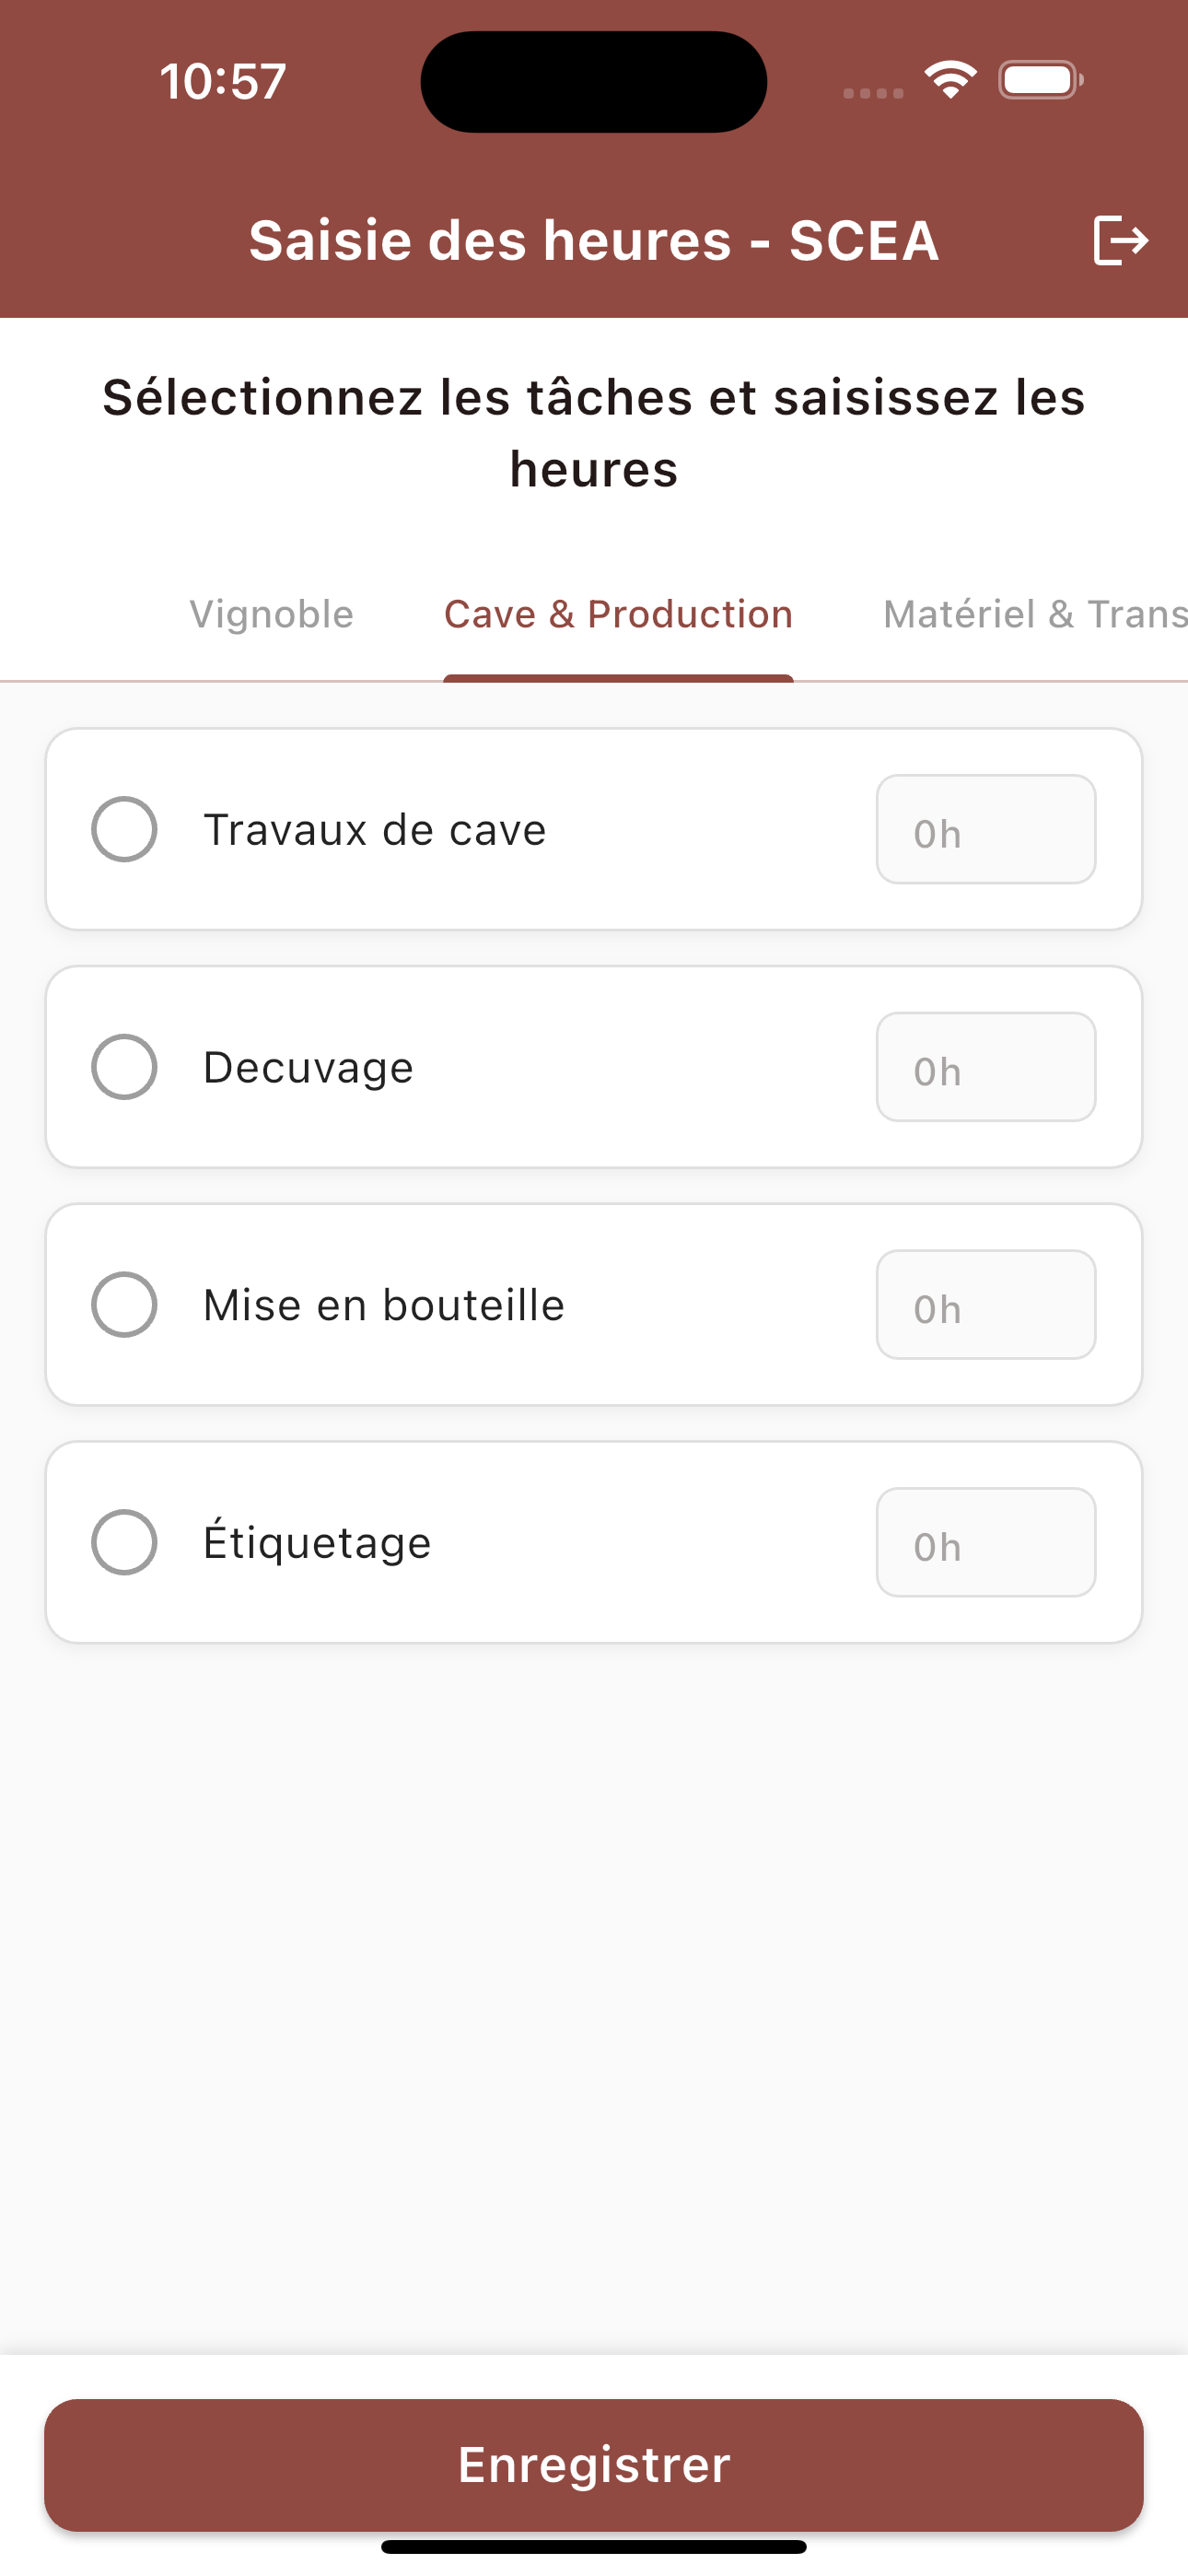 10:57
Saisie des heures - SCEA
Sélectionnez les tâches et saisissez les
heures
Vignoble Cave & Production Matériel & Trans
Travaux de cave 0h
Decuvage 0h
Mise en bouteille 0h
Étiquetage 0h
Enregistrer